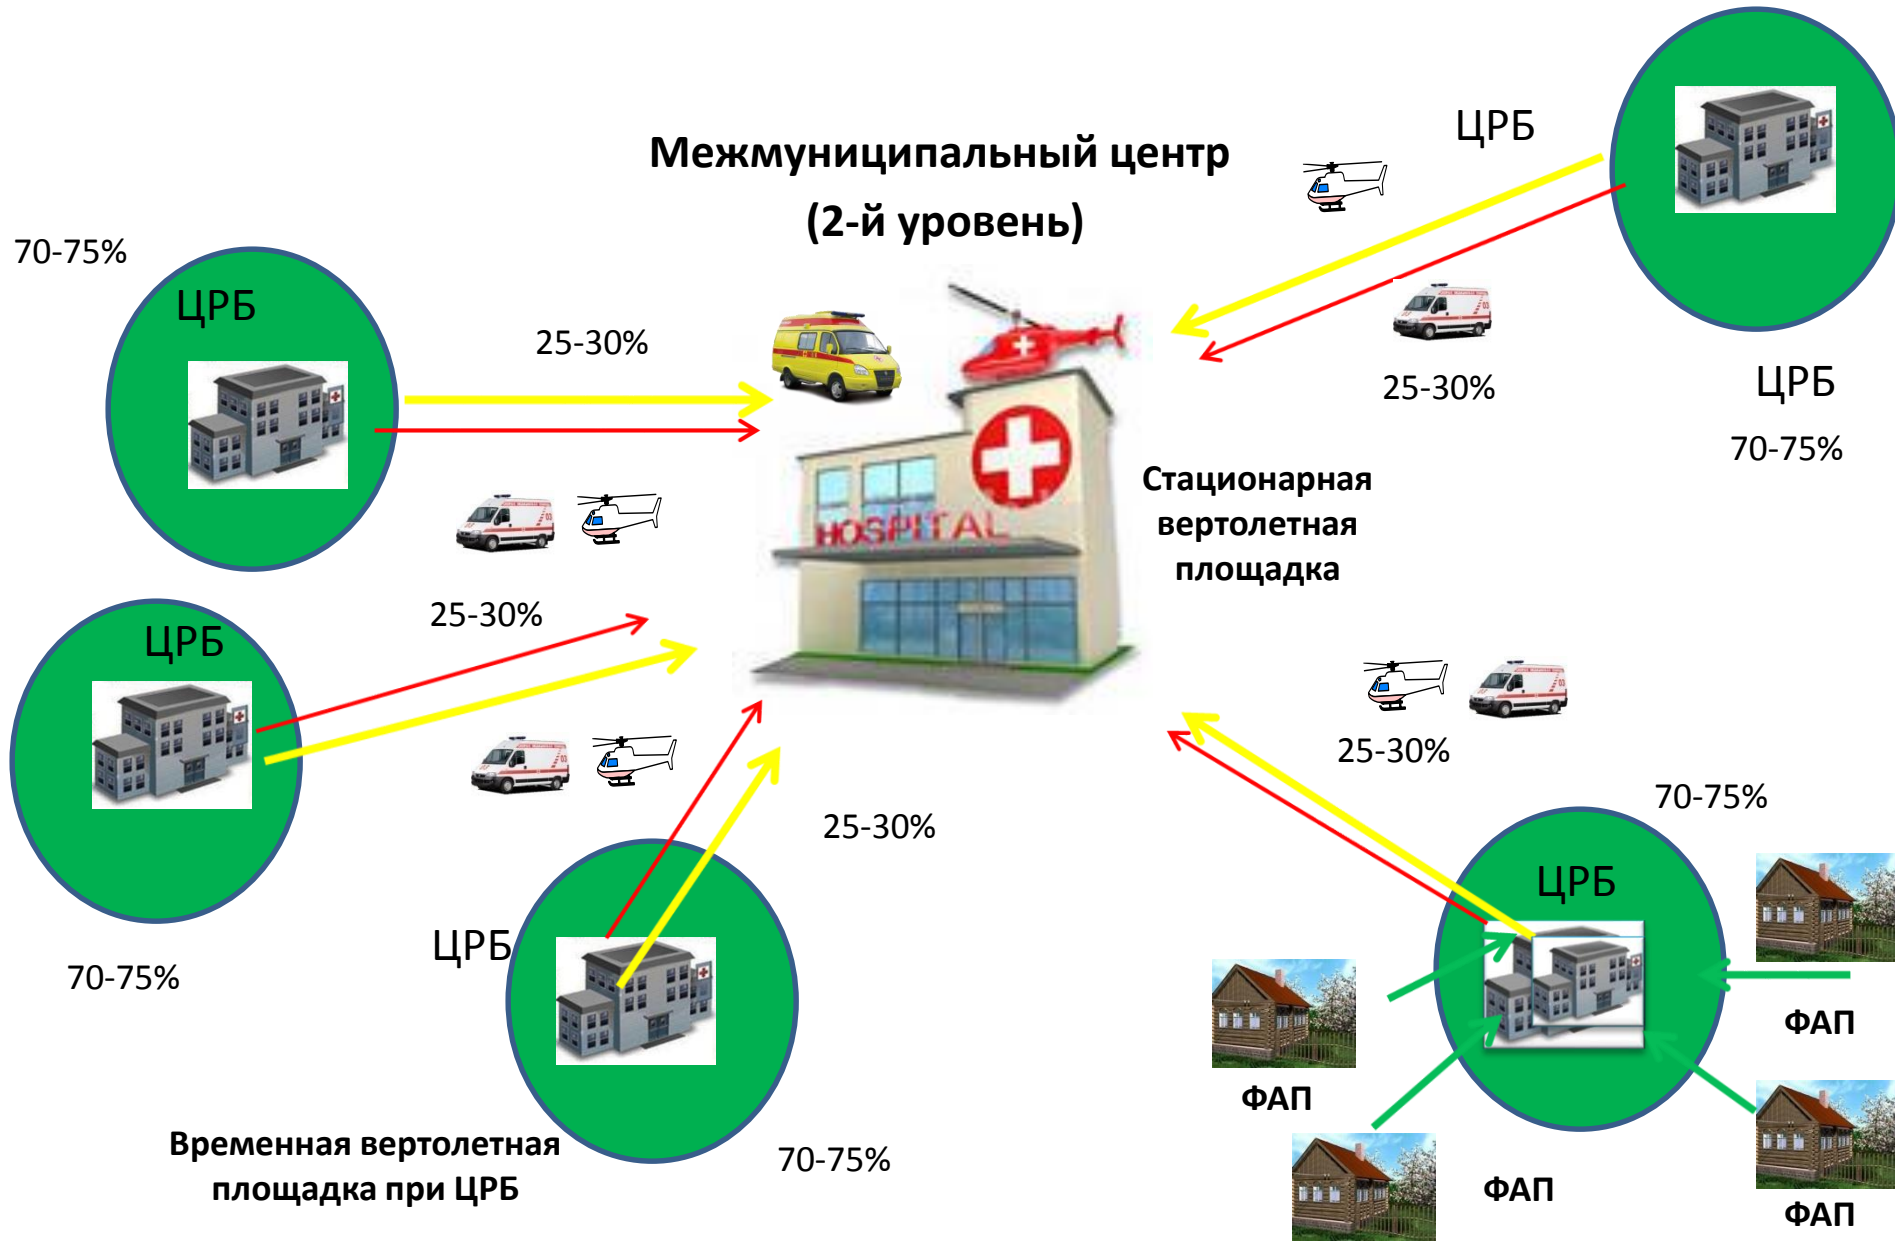 ЦРБ
Межмуниципальный центр
(2-й уровень)
70-75%
ЦРБ
25-30%
25-30%
ЦРБ
70-75%
Стационарная
вертолетная
площадка
HOSPITAL
25-30%
ЦРБ
70-75%
25-30%
25-30%
70-75%
ЦРБ
ЦРБ
ФАП
ФАП
ФАП
ФАП
Временная вертолетная
площадка при ЦРБ
70-75%